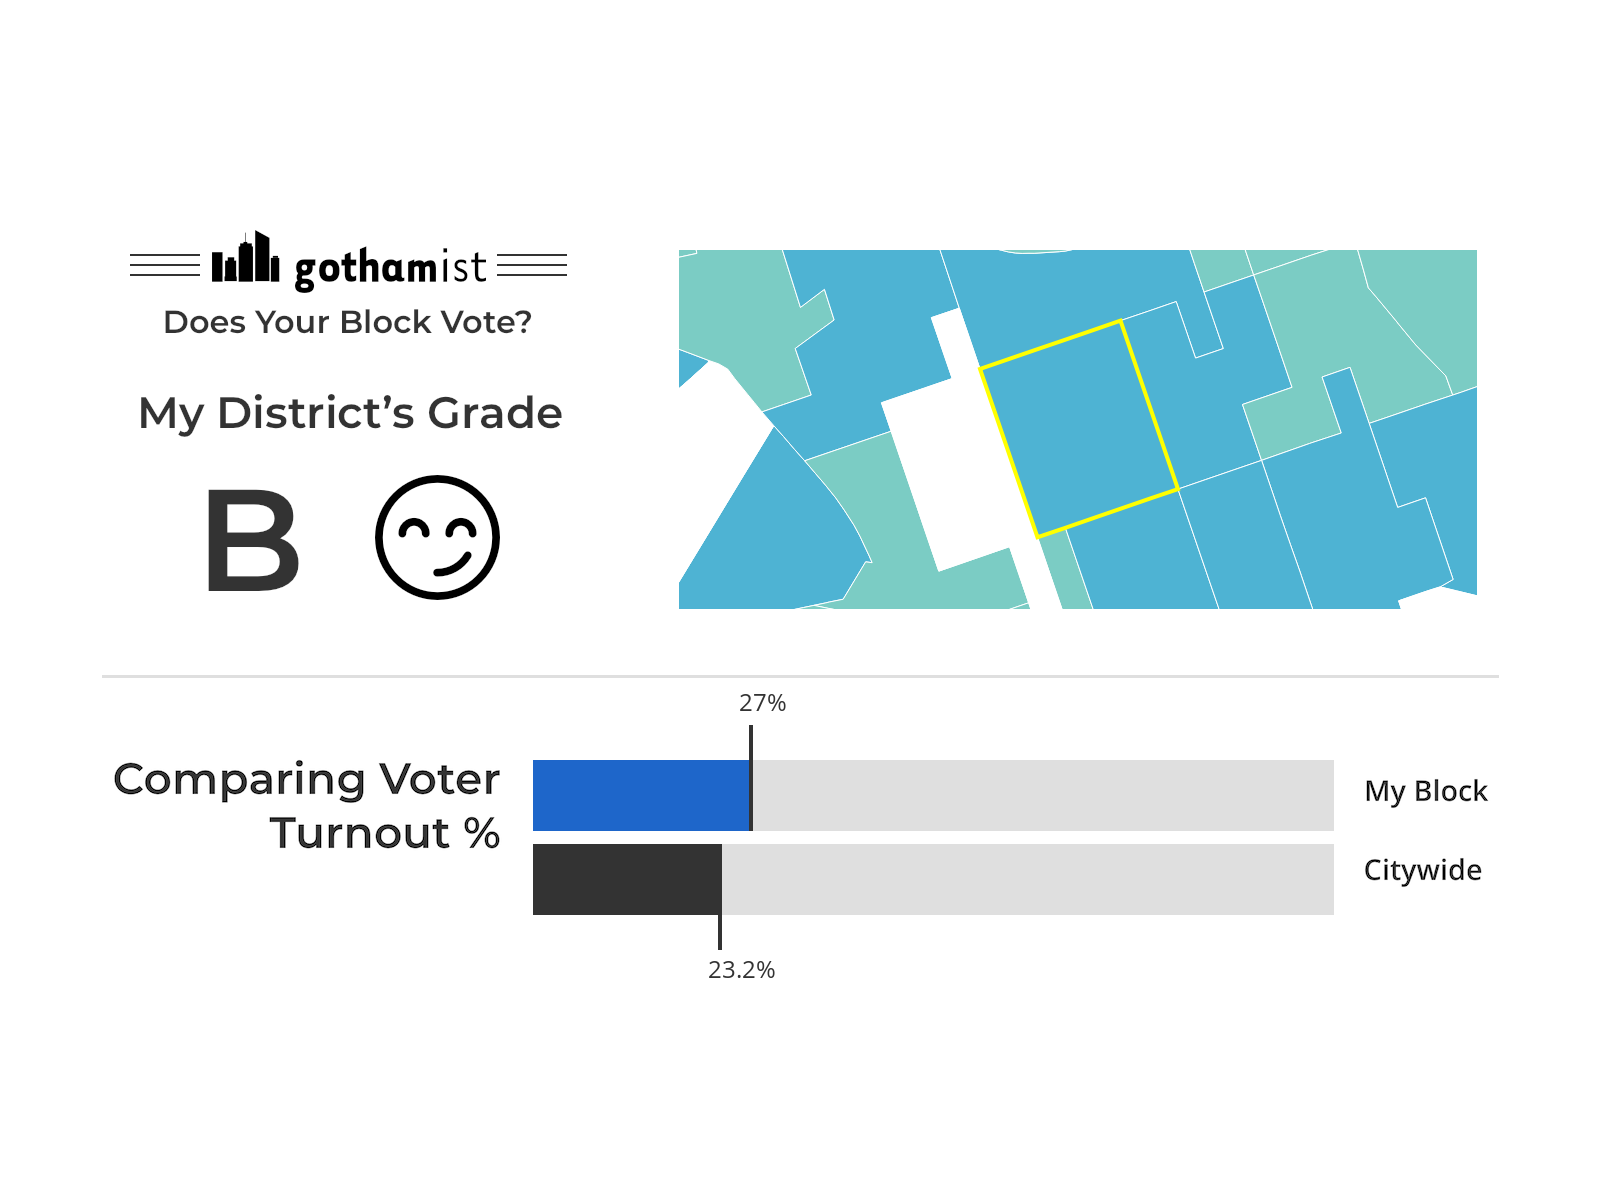 gothamist
Does Your Block Vote?
My District’s Grade
B
27%
Comparing Voter
Turnout %
My Block
Citywide
23.2%